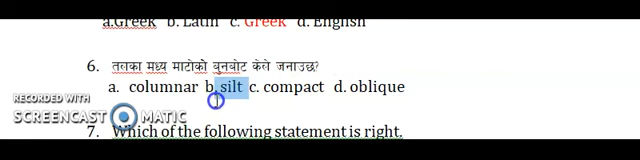 a.Greek b. Latin c. Greek d. English
6. तलका मध्य माटोको बुनवोट केले जनाउछ?
a. columnar b. silt c. compact d. oblique
RECORDED WITH
SCREENCAST MATIC
7. Which of the following statement is right.